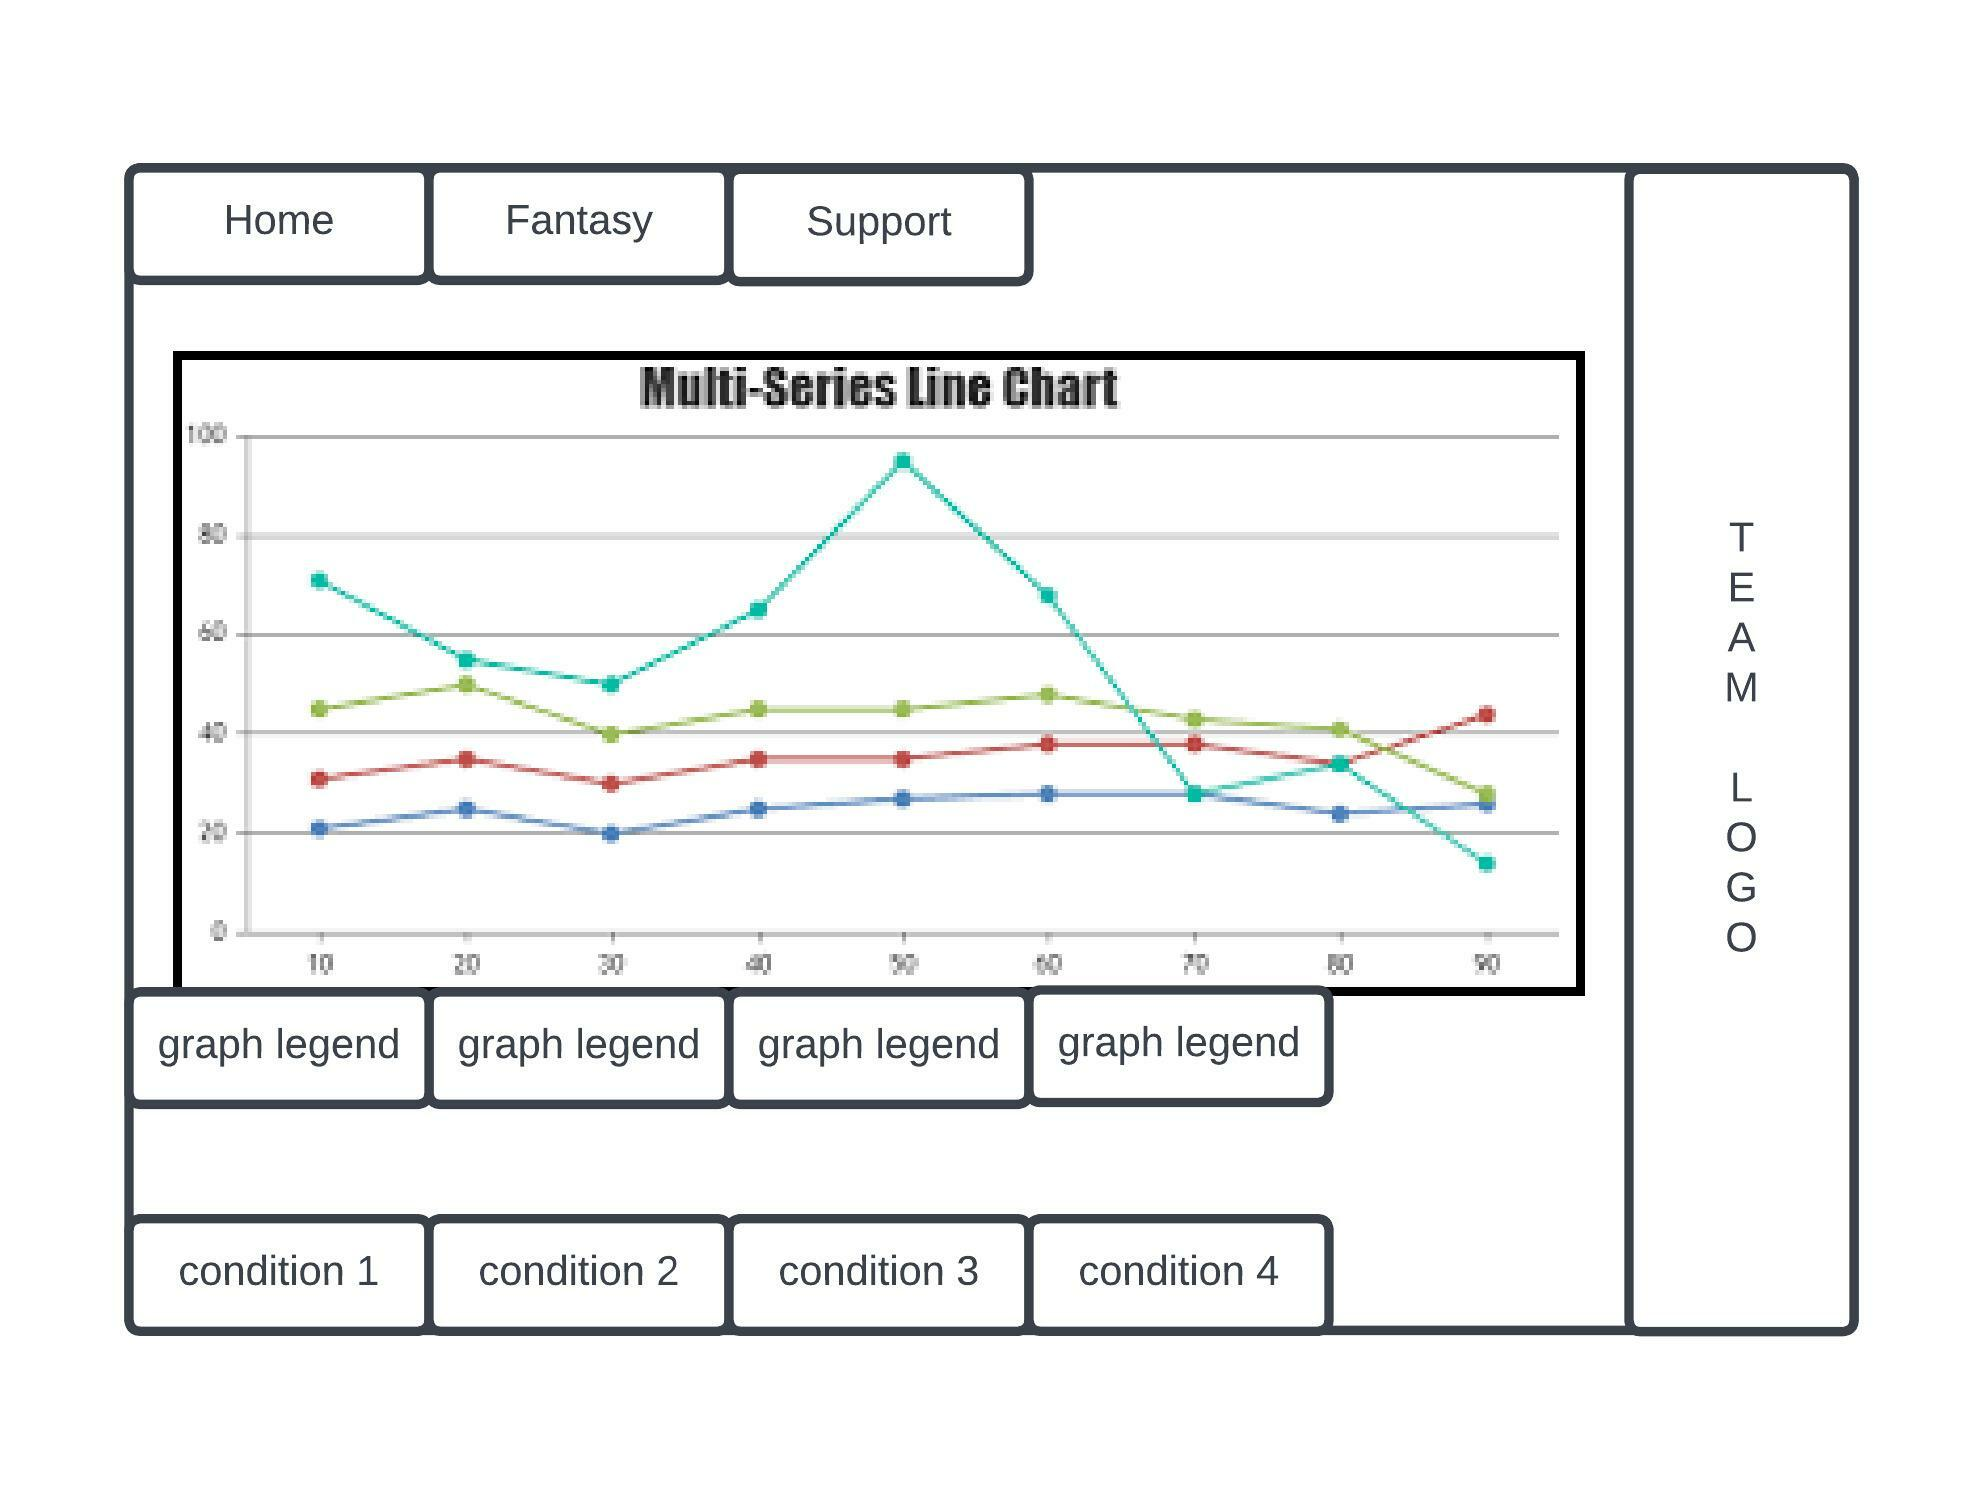 Home Fantasy Support
Multi-Series Line Chart
100
80
60
40
20
0
10 20 30 40 50 60 70 80 90
graph legend graph legend graph legend graph legend
condition 1 condition 2 condition 3 condition 4
T
E
A
M
L
O
G
O